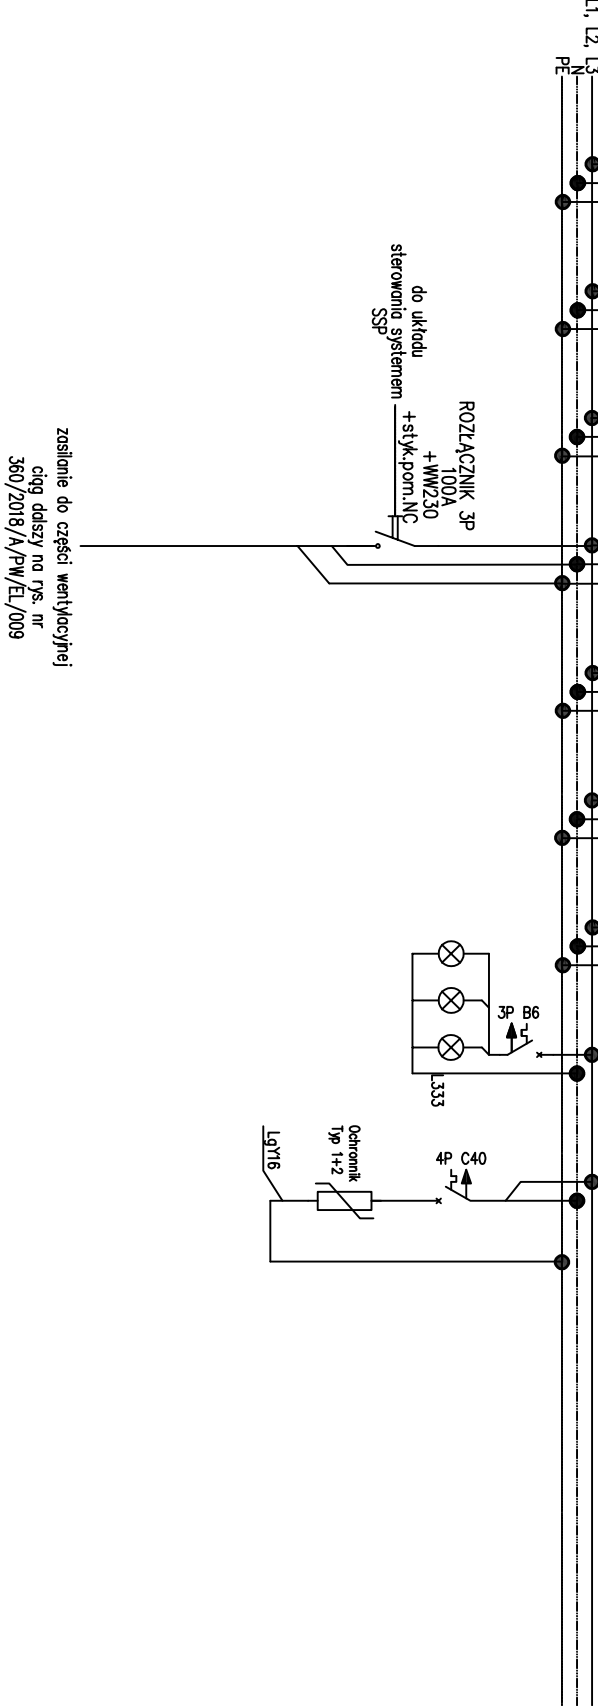 L1, L2, L3
N
PE
do układu
sterowania systemem
SSP
ROZŁĄCZNIK 3P
100A
+WW230
+styk.pom.NC
zasilanie do części wentylacyjnej
ciąg dalszy na rys. nr
360/2018/A/PW/EL/009
3P B6
L333
4P C40
Ochronnik
Typ 1+2
LgY16